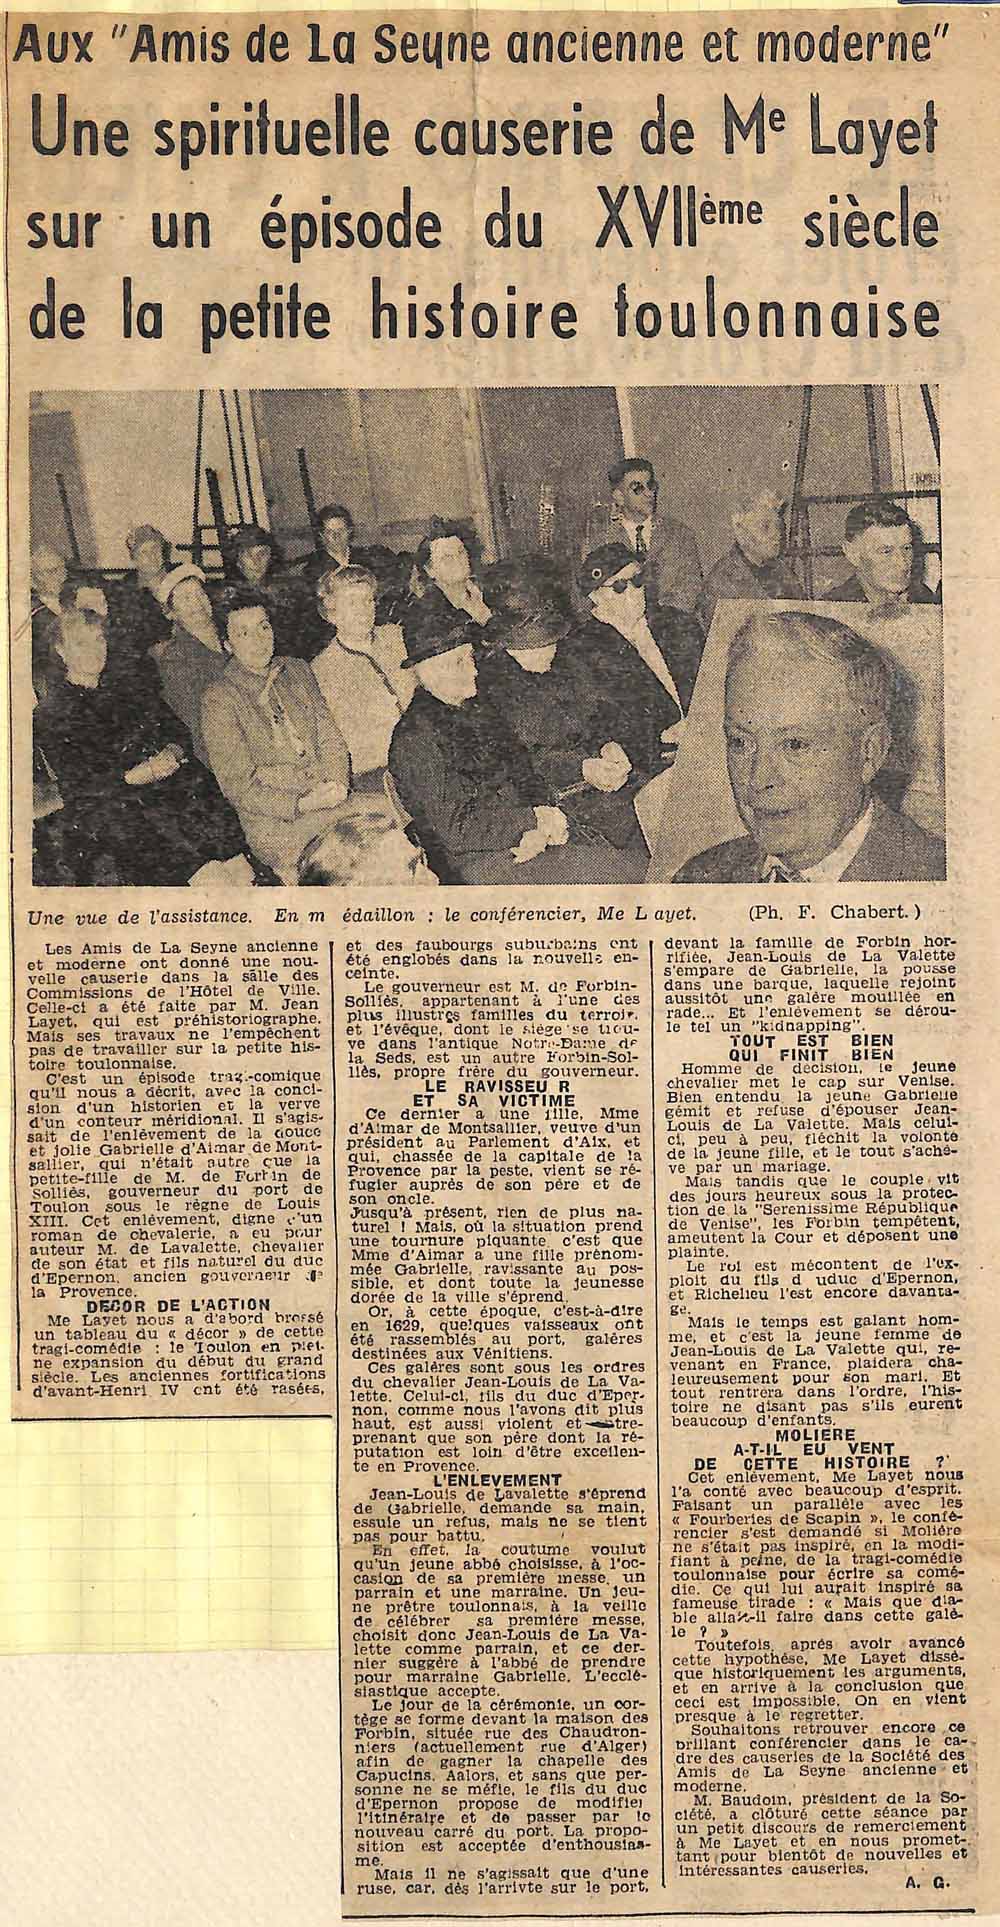 Aux "Amis de La Seyne ancienne et moderne"
Une spirituelle causerie de Me Layet
sur un épisode du XVIIème siècle
de la petite histoire toulonnaise
Une vue de l'assistance. En m édaillon : le conférencier, Me L ayet. (Ph. F. Chabert.)
Les Amis de La Seyne ancienne
et moderne ont donné une nou-
velle causerie dans la salle des
Commissions de l'Hôtel de Ville.
Celle-ci a été faite par M. Jean
Layet, qui est préhistoriographe.
Mais ses travaux ne l'empêchent
pas de travailler sur la petite his-
toire toulonnaise.
C'est un épisode tragi-comique
qu'il nous a décrit, avec la conci-
sion d'un historien et la verve
d'un conteur méridional. Il s'agis-
sait de l'enlèvement de la douce
et jolie Gabrielle d'Aimar de Mont-
sallier, qui n'était autre que la
petite-fille de M. de Forbin de
Solliès, gouverneur du port de
Toulon sous le règne de Louis
XIII. Cet enlèvement, digne d'un
roman de chevalerie, a eu pour
auteur M. de Lavalette, chevalier
de son état et fils naturel du duc
d'Epernon, ancien gouverneur de
la Provence.
DECOR DE L'ACTION
Me Layet nous a d'abord brossé
un tableau du « décor » de cette
tragi-comédie : le Toulon en plei-
ne expansion du début du grand
siècle. Les anciennes fortifications
d'avant-Henri IV ont été rasées,
et des faubourgs suburbains ont
été englobés dans la nouvelle en-
ceinte.
Le gouverneur est M. de Forbin-
Solliès, appartenant à l'une des
plus illustres familles du terroir,
et l'évêque, dont le siège se trou-
ve dans l'antique Notre-Dame de
la Seds, est un autre Forbin-Sol-
liès, propre frère du gouverneur.
LE RAVISSEU R
ET SA VICTIME
Ce dernier a une fille, Mme
d'Aimar de Montsallier, veuve d'un
président au Parlement d'Aix, et
qui, chassée de la capitale de la
Provence par la peste, vient se ré-
fugier auprès de son père et de
son oncle.
Jusqu'à présent, rien de plus na-
turel ! Mais, où la situation prend
une tournure piquante, c'est que
Mme d'Aimar a une fille prénom-
mée Gabrielle, ravissante au pos-
sible, et dont toute la jeunesse
dorée de la ville s'éprend.
Or, à cette époque, c'est-à-dire
en 1629, quelques vaisseaux ont
été rassemblés au port, galères
destinées aux Vénitiens.
Ces galères sont sous les ordres
du chevalier Jean-Louis de La Va-
lette. Celui-ci, fils du duc d'Eper-
non, comme nous l'avons dit plus
haut, est aussi violent et entre-
prenant que son père dont la ré-
putation est loin d'être excellen-
te en Provence.
L'ENLEVEMENT
Jean-Louis de Lavalette s'éprend
de Gabrielle, demande sa main,
essuie un refus, mais ne se tient
pas pour battu.
En effet, la coutume voulut
qu'un jeune abbé choisisse, à l'oc-
casion de sa première messe, un
parrain et une marraine. Un jeu-
ne prêtre toulonnais, à la veille
de célébrer sa première messe,
choisit donc Jean-Louis de La Va-
lette comme parrain, et ce der-
nier suggère à l'abbé de prendre
pour marraine Gabrielle. L'ecclé-
siastique accepte.
Le jour de la cérémonie, un cor-
tège se forme devant la maison des
Forbin, située rue des Chaudron-
niers (actuellement rue d'Alger)
afin de gagner la chapelle des
Capucins. Aalors, et sans que per-
sonne ne se méfie, le fils du duc
d'Epernon propose de modifier
l'itinéraire et de passer par le
nouveau carré du port. La propo-
sition est acceptée d'enthousias-
me.
Mais il ne s'agissait que d'une
ruse, car, dès l'arrivte sur le port,
devant la famille de Forbin hor-
rifiée, Jean-Louis de La Valette
s'empare de Gabrielle, la pousse
dans une barque, laquelle rejoint
aussitôt une galère mouillée en
rade... Et l'enlèvement se dérou-
le tel un "kidnapping".
TOUT EST BIEN
QUI FINIT BIEN
Homme de décision, le jeune
chevalier met le cap sur Venise.
Bien entendu la jeune Gabrielle
gémit et refuse d'épouser Jean-
Louis de La Valette. Mais celui-
ci, peu à peu, fléchit la volonté
de la jeune fille, et le tout s'achè-
ve par un mariage.
Mais tandis que le couple vit
des jours heureux sous la protec-
tion de la "Serenissime République
de Venise", les Forbin tempêtent,
ameutent la Cour et déposent une
plainte.
Le roi est mécontent de l'ex-
ploit du fils d uduc d'Epernon,
et Richelieu l'est encore davanta-
ge.
Mais le temps est galant hom-
me, et c'est la jeune femme de
Jean-Louis de La Valette qui, re-
venant en France, plaidera cha-
leureusement pour son mari. Et
tout rentrera dans l'ordre, l'his-
toire ne disant pas s'ils eurent
beaucoup d'enfants.
MOLIERE
A-T-IL EU VENT
DE CETTE HISTOIRE ?
Cet enlèvement, Me Layet nous
l'a conté avec beaucoup d'esprit.
Faisant un parallèle avec les
« Fourberies de Scapin », le confé-
rencier s'est demandé si Molière
ne s'était pas inspiré, en la modi-
fiant à peine, de la tragi-comédie
toulonnaise pour écrire sa comé-
die. Ce qui lui aurait inspiré sa
fameuse tirade : « Mais que dia-
ble allait-il faire dans cette galè-
le ? »
Toutefois, après avoir avancé
cette hypothèse, Me Layet dissè-
que historiquement les arguments,
et en arrive à la conclusion que
ceci est impossible. On en vient
presque à le regretter.
Souhaitons retrouver encore ce
brillant conférencier dans le ca-
dre des causeries de la Société des
Amis de La Seyne ancienne et
moderne.
M. Baudoin, président de la So-
ciété, a clôturé cette séance par
un petit discours de remerciement
à Me Layet et en nous promet-
tant pour bientôt de nouvelles et
intéressantes causeries.
A. G.